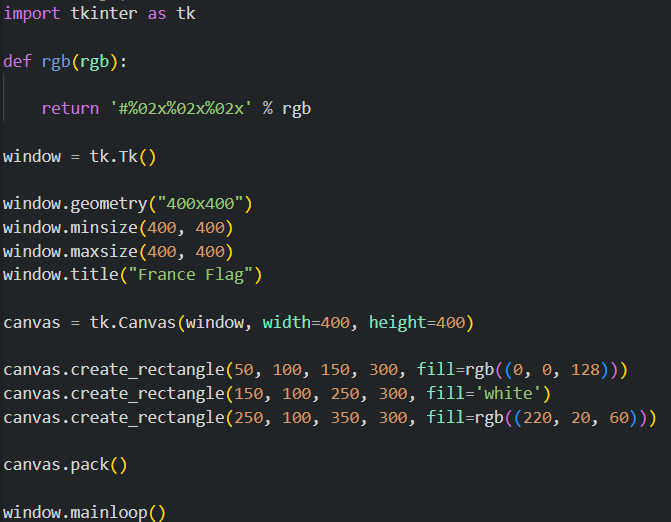 import tkinter as tk
def rgb(rgb):
    return '#%02x%02x%02x' % rgb
window = tk.Tk()
window.geometry("400x400")
window.minsize(400, 400)
window.maxsize(400, 400)
window.title("France Flag")
canvas = tk.Canvas(window, width=400, height=400)
canvas.create_rectangle(50, 100, 150, 300, fill=rgb((0, 0, 128)))
canvas.create_rectangle(150, 100, 250, 300, fill='white')
canvas.create_rectangle(250, 100, 350, 300, fill=rgb((220, 20, 60)))
canvas.pack()
window.mainloop()